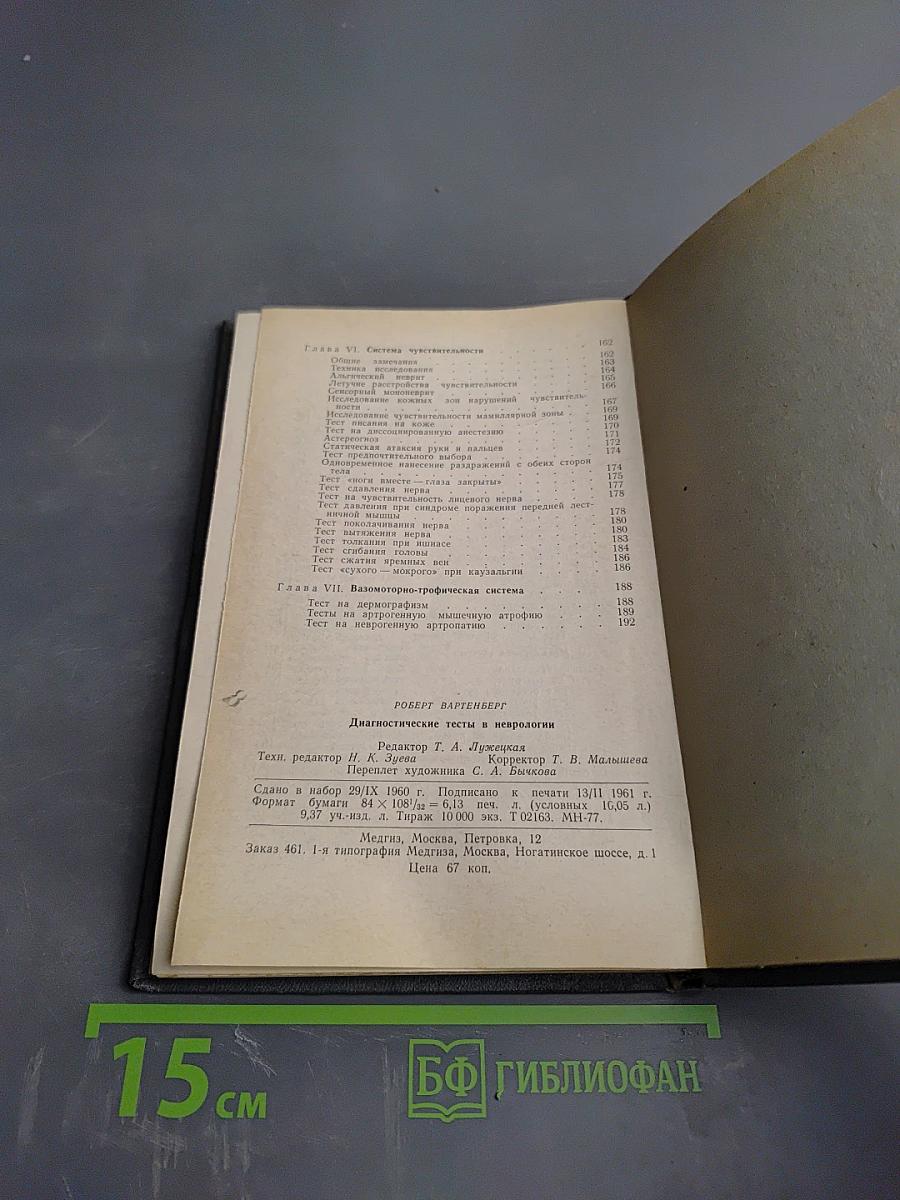 Глава VI. Система чувствительности . . . . . 162
Общие замечания . . . . . 162
Техника исследования . . . . . 163
Альгический неврит . . . . . 164
Летучие расстройства чувствительности . . . . 165
Сенсорный мононеврит . . . . . 166
Исследование кожных зон нарушений чувствитель-
ности . . . . . 167
Исследование чувствительности мамиллярной зоны . 169
Тест писания на коже . . . . . 169
Тест на диссоциированную анестезию . . . . 170
Астереогноз . . . . . 171
Статическая атаксия руки и пальцев . . . . 172
Тест предпочтительного выбора . . . . . 174
Одновременное нанесение раздражений с обеих сторон
тела . . . . . 174
Тест «ноги вместе — глаза закрыты» . . . . 175
Тест сдавления нерва . . . . . 177
Тест на чувствительность лицевого нерва . . . . 178
Тест давления при синдроме поражения передней лест-
ничной мышцы . . . . . 178
Тест поколачивания нерва . . . . . 180
Тест вытяжения нерва . . . . . 180
Тест толкания при ишиасе . . . . . 183
Тест сгибания головы . . . . . 184
Тест сжатия яремных вен . . . . . 186
Тест «сухого — мокрого» при каузальгии . . . . 186
Глава VII. Вазомоторно-трофическая система . . . . 188
Тест на дермографизм . . . . . 188
Тесты на артрогенную мышечную атрофию . . . 189
Тест на неврогенную артропатию . . . . . 192
8
РОБЕРТ ВАРТЕНБЕРГ
Диагностические тесты в неврологии
Редактор Т. А. Лужецкая
Техн. редактор Н. К. Зуева Корректор Т. В. Малышева
Переплет художника С. А. Бычкова
Сдано в набор 29/IX 1960 г. Подписано к печати 13/II 1961 г.
Формат бумаги 84 × 108¹/₃₂ = 6,13 печ. л. (условных 10,05 л.)
9,37 уч.-изд. л. Тираж 10 000 экз. Т 02163. МН-77.
Медгиз, Москва, Петровка, 12
Заказ 461. 1-я типография Медгиза, Москва, Ногатинское шоссе, д. 1
Цена 67 коп.
15 см БФ ГИБЛИОФАН